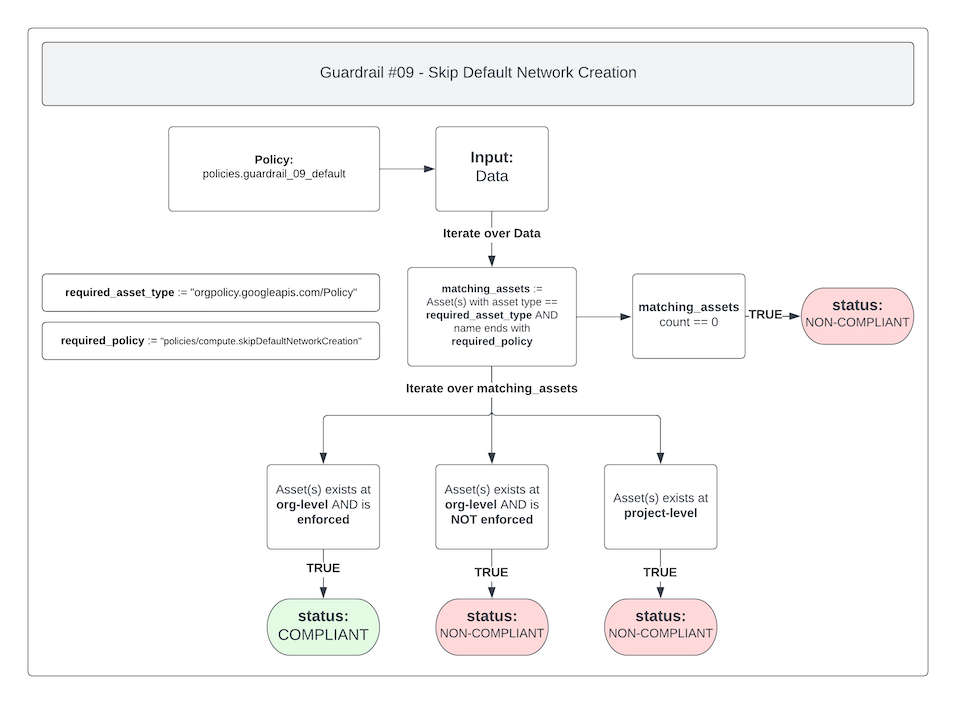 Guardrail #09 - Skip Default Network Creation
Policy:
policies.guardrail_09_default
Input:
Data
Iterate over Data
required_asset_type := "orgpolicy.googleapis.com/Policy"
required_policy := "policies/compute.skipDefaultNetworkCreation"
matching_assets :=
Asset(s) with asset type ==
required_asset_type AND
name ends with
required_policy
matching_assets
count == 0
TRUE
status:
NON-COMPLIANT
Iterate over matching_assets
Asset(s) exists at
org-level AND is
enforced
Asset(s) exists at
org-level AND is
NOT enforced
Asset(s) exists at
project-level
TRUE
TRUE
TRUE
status:
COMPLIANT
status:
NON-COMPLIANT
status:
NON-COMPLIANT